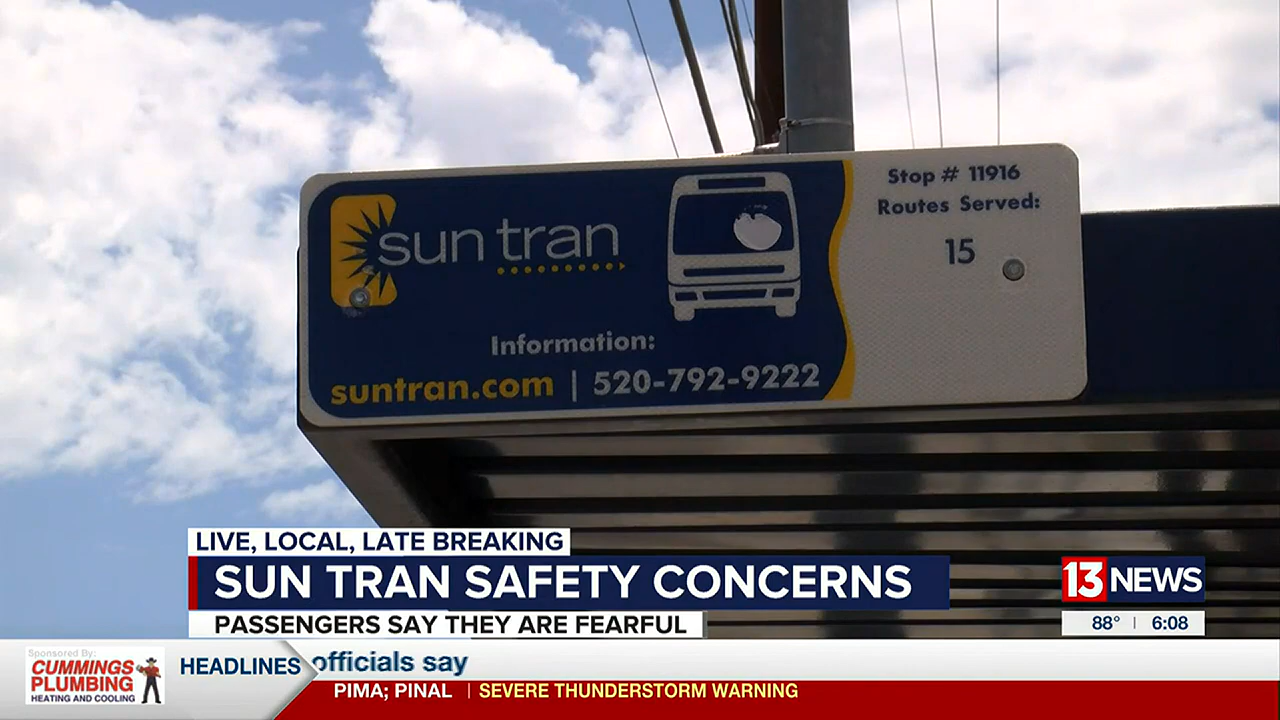 sun tran
Information:
suntran.com | 520-792-9222
Stop # 11916
Routes Served:
15
LIVE, LOCAL, LATE BREAKING
SUN TRAN SAFETY CONCERNS
PASSENGERS SAY THEY ARE FEARFUL
13 NEWS
88° | 6:08
Sponsored By:
CUMMINGS
PLUMBING
HEATING AND COOLING
HEADLINES
officials say
PIMA; PINAL | SEVERE THUNDERSTORM WARNING